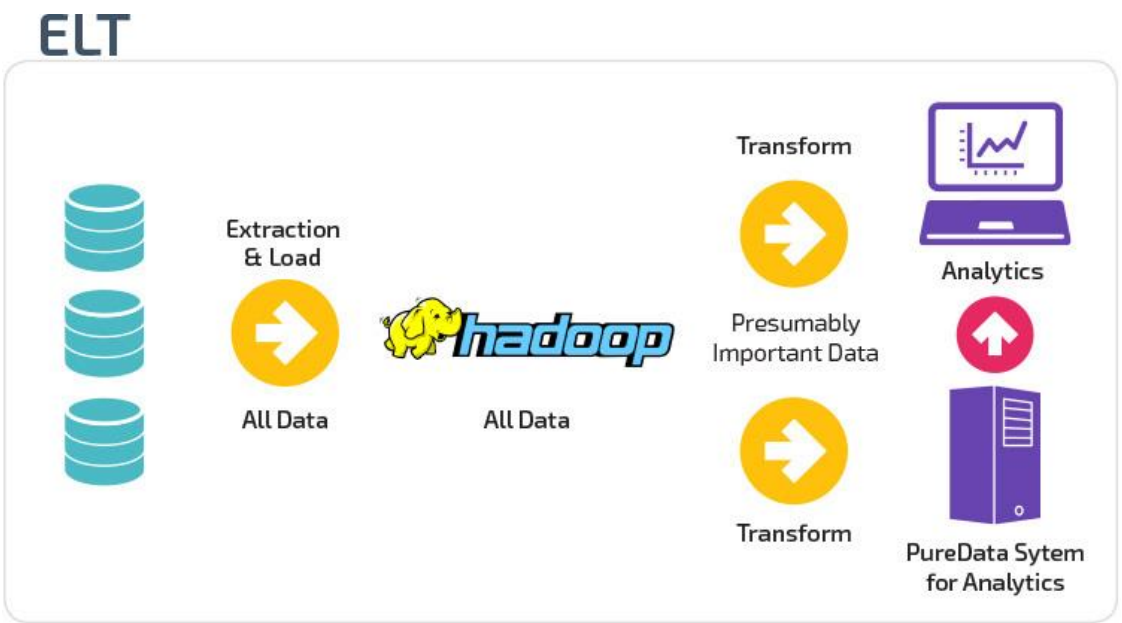 ELT
Extraction
& Load
All Data
hadoop
All Data
Transform
Presumably
Important Data
Transform
Analytics
PureData Sytem
for Analytics